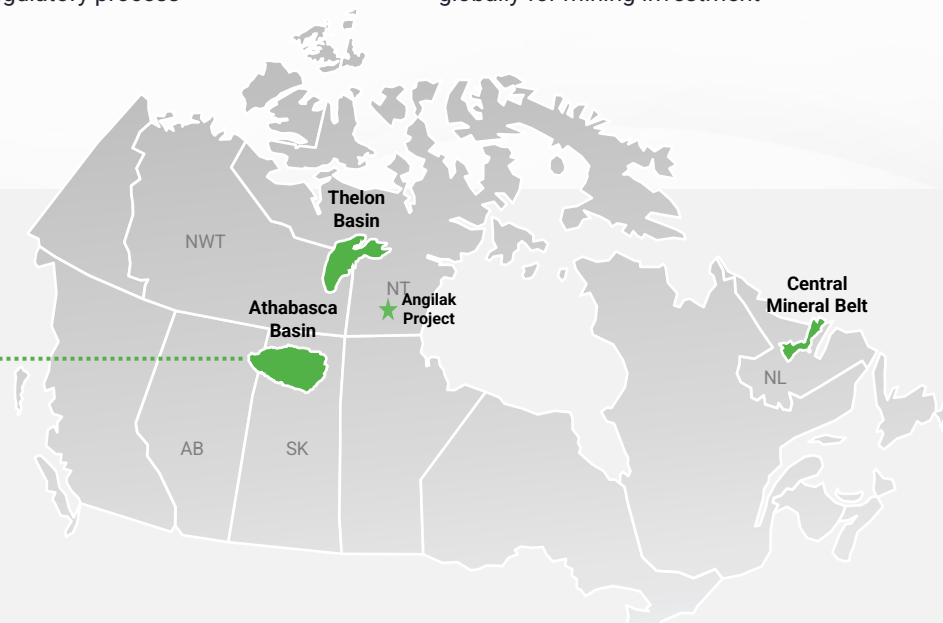 gulatory process
globally for mining investment
Thelon
Basin
NWT
NT
Angilak
Project
Athabasca
Basin
Central
Mineral Belt
NL
AB
SK